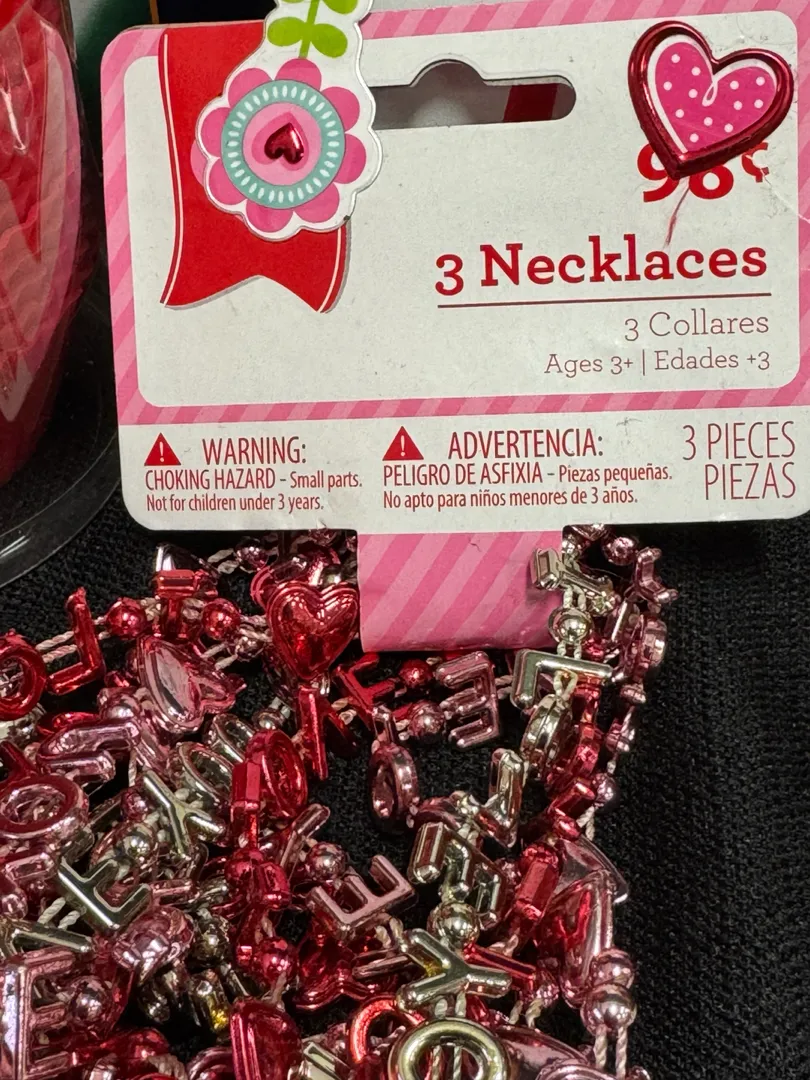 98¢
3 Necklaces
3 Collares
Ages 3+ | Edades +3
WARNING:
CHOKING HAZARD – Small parts.
Not for children under 3 years.
ADVERTENCIA:
PELIGRO DE ASFIXIA – Piezas pequeñas.
No apto para niños menores de 3 años.
3 PIECES
PIEZAS